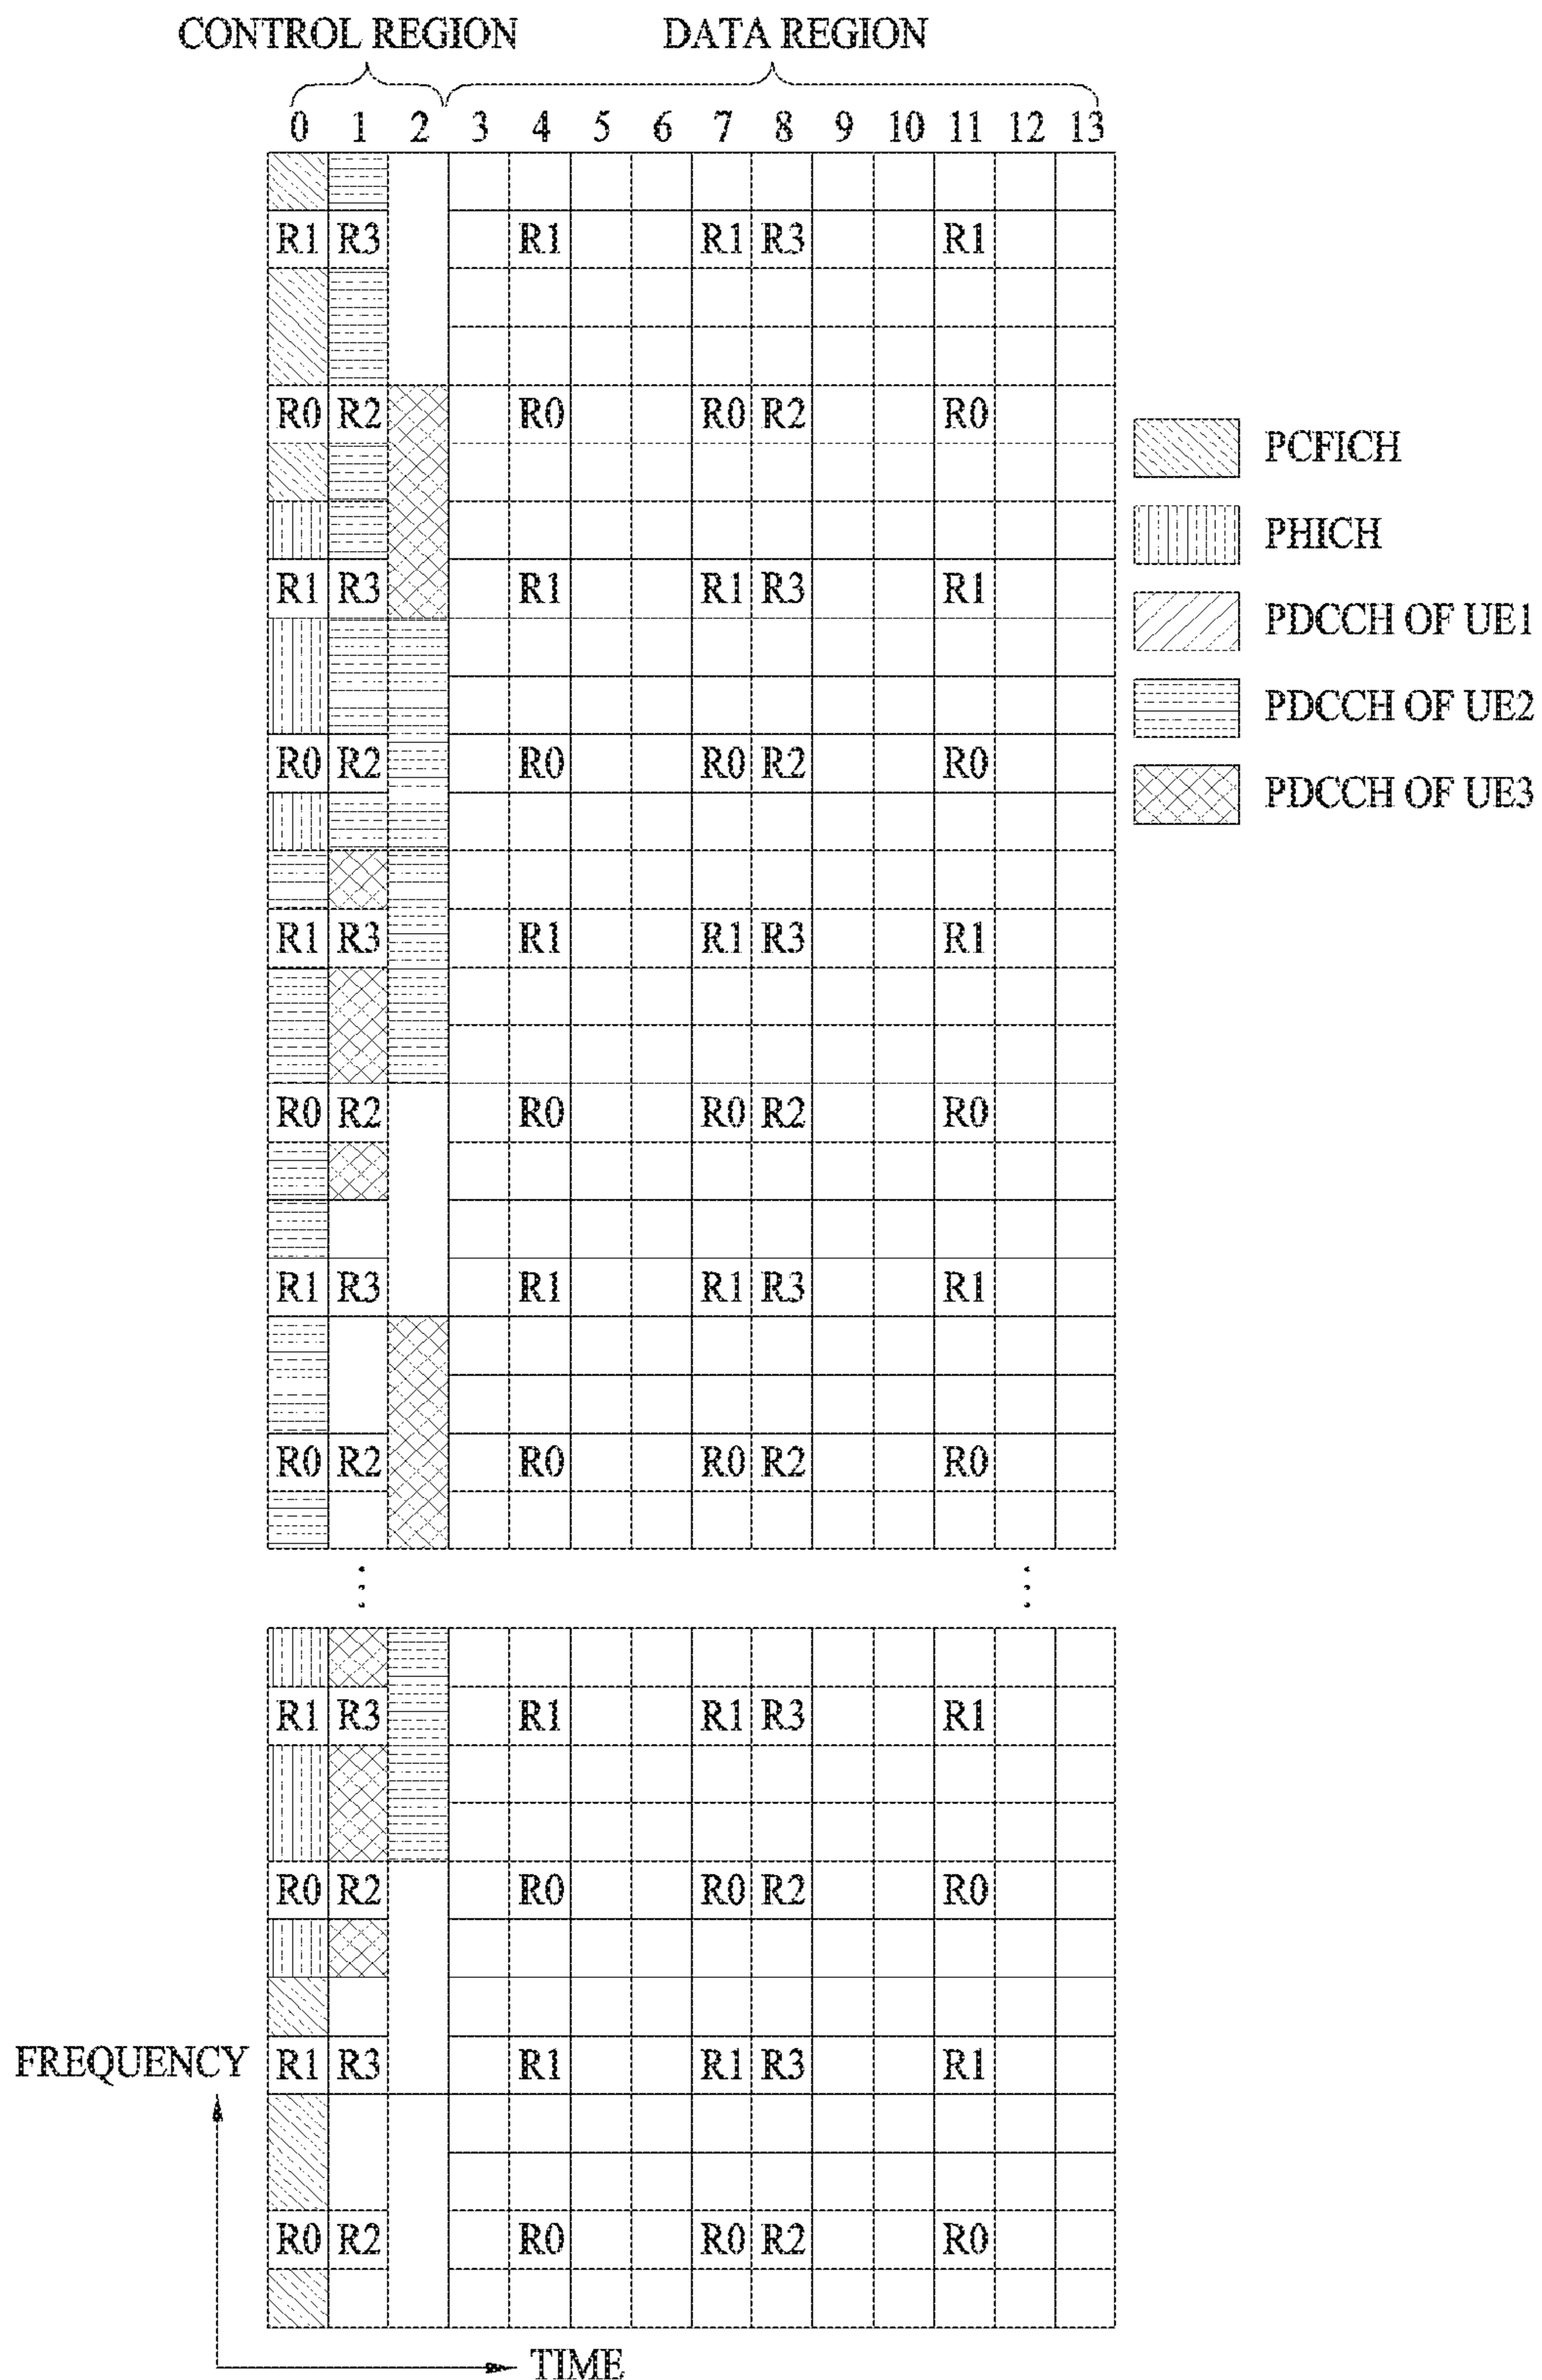 CONTROL REGION DATA REGION
0 1 2 3 4 5 6 7 8 9 10 11 12 13
R1 R3 R1 R1 R3 R1
R0 R2 R0 R0 R2 R0
R1 R3 R1 R1 R3 R1
R0 R2 R0 R0 R2 R0
R1 R3 R1 R1 R3 R1
R0 R2 R0 R0 R2 R0
R1 R3 R1 R1 R3 R1
R0 R2 R0 R0 R2 R0
PCFICH
PHICH
PDCCH OF UE1
PDCCH OF UE2
PDCCH OF UE3
R1 R3 R1 R1 R3 R1
R0 R2 R0 R0 R2 R0
R1 R3 R1 R1 R3 R1
R0 R2 R0 R0 R2 R0
FREQUENCY
TIME